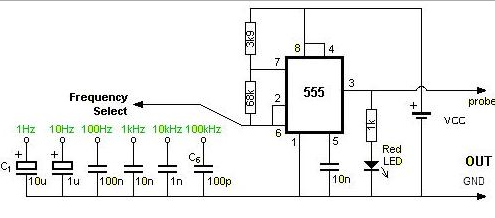 3k9
8
4
7
68k
555
3
probe
Frequency
Select
2
6
1
5
1k
+
VCC
1Hz
10Hz
100Hz
1kHz
10kHz
100kHz
Red
LED
C1
+
10u
+
1u
100n
10n
1n
C6
100p
10n
OUT
GND